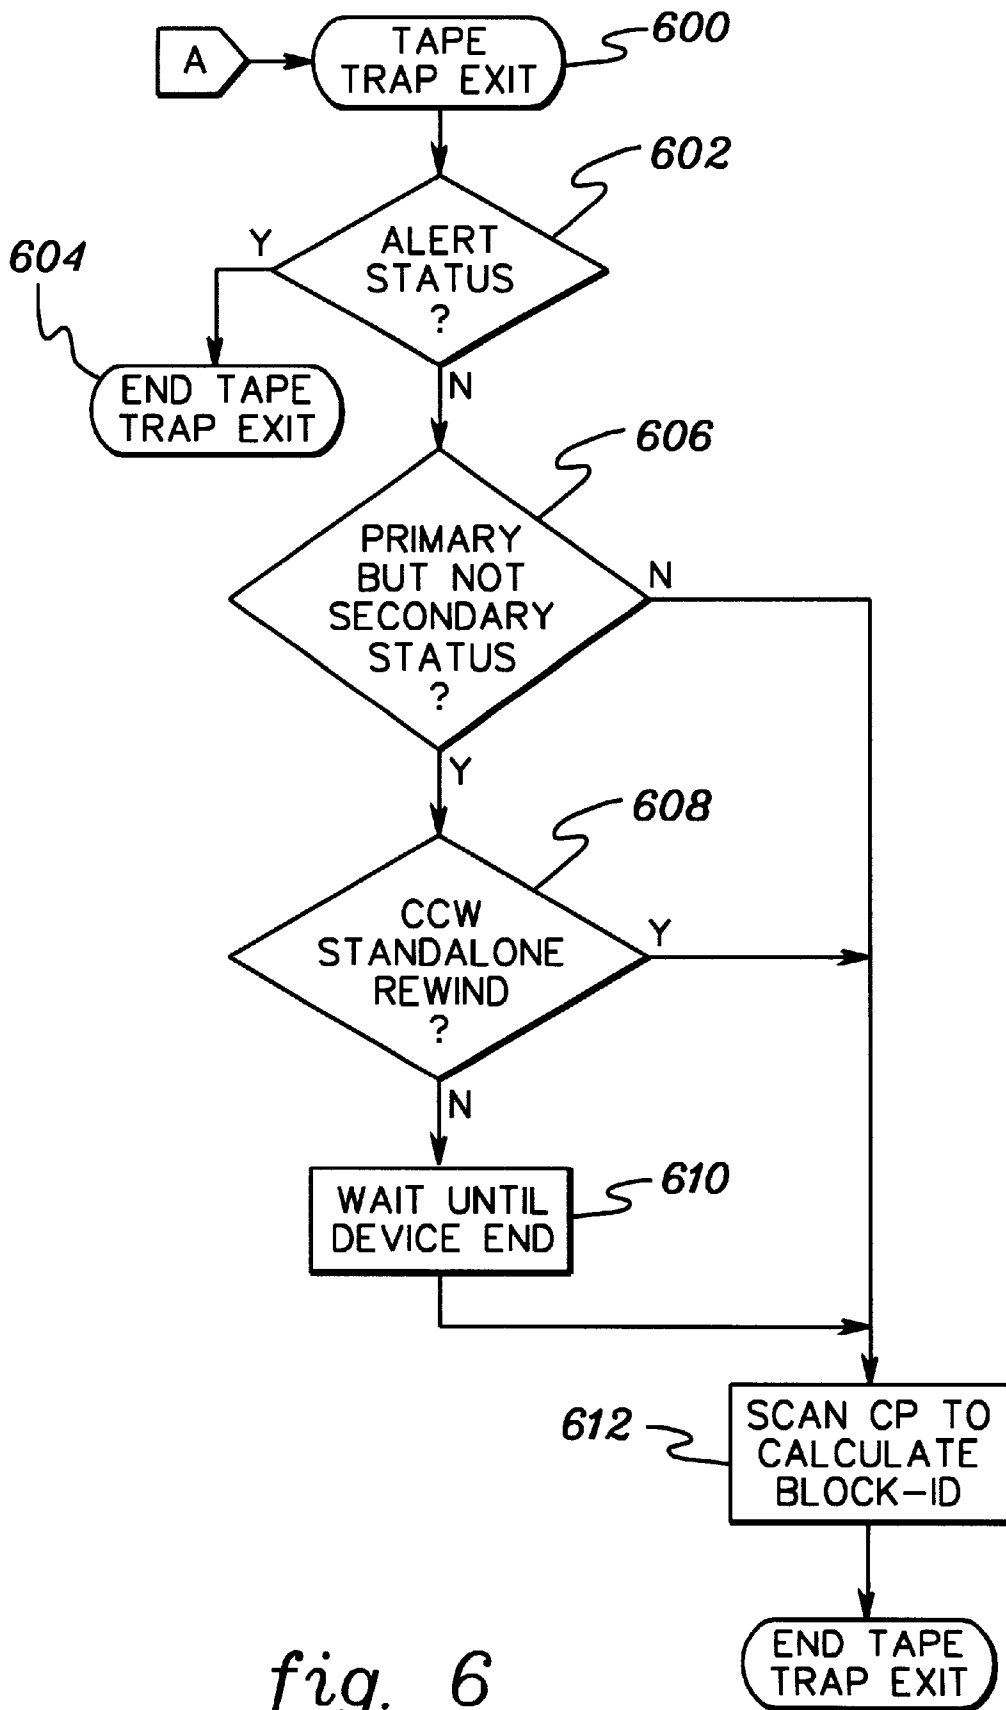 A
TAPE
TRAP EXIT
600
602
ALERT
STATUS
?
Y
604
END TAPE
TRAP EXIT
N
606
PRIMARY
BUT NOT
SECONDARY
STATUS
?
N
Y
608
CCW
STANDALONE
REWIND
?
Y
N
610
WAIT UNTIL
DEVICE END
612
SCAN CP TO
CALCULATE
BLOCK-ID
END TAPE
TRAP EXIT
fig. 6